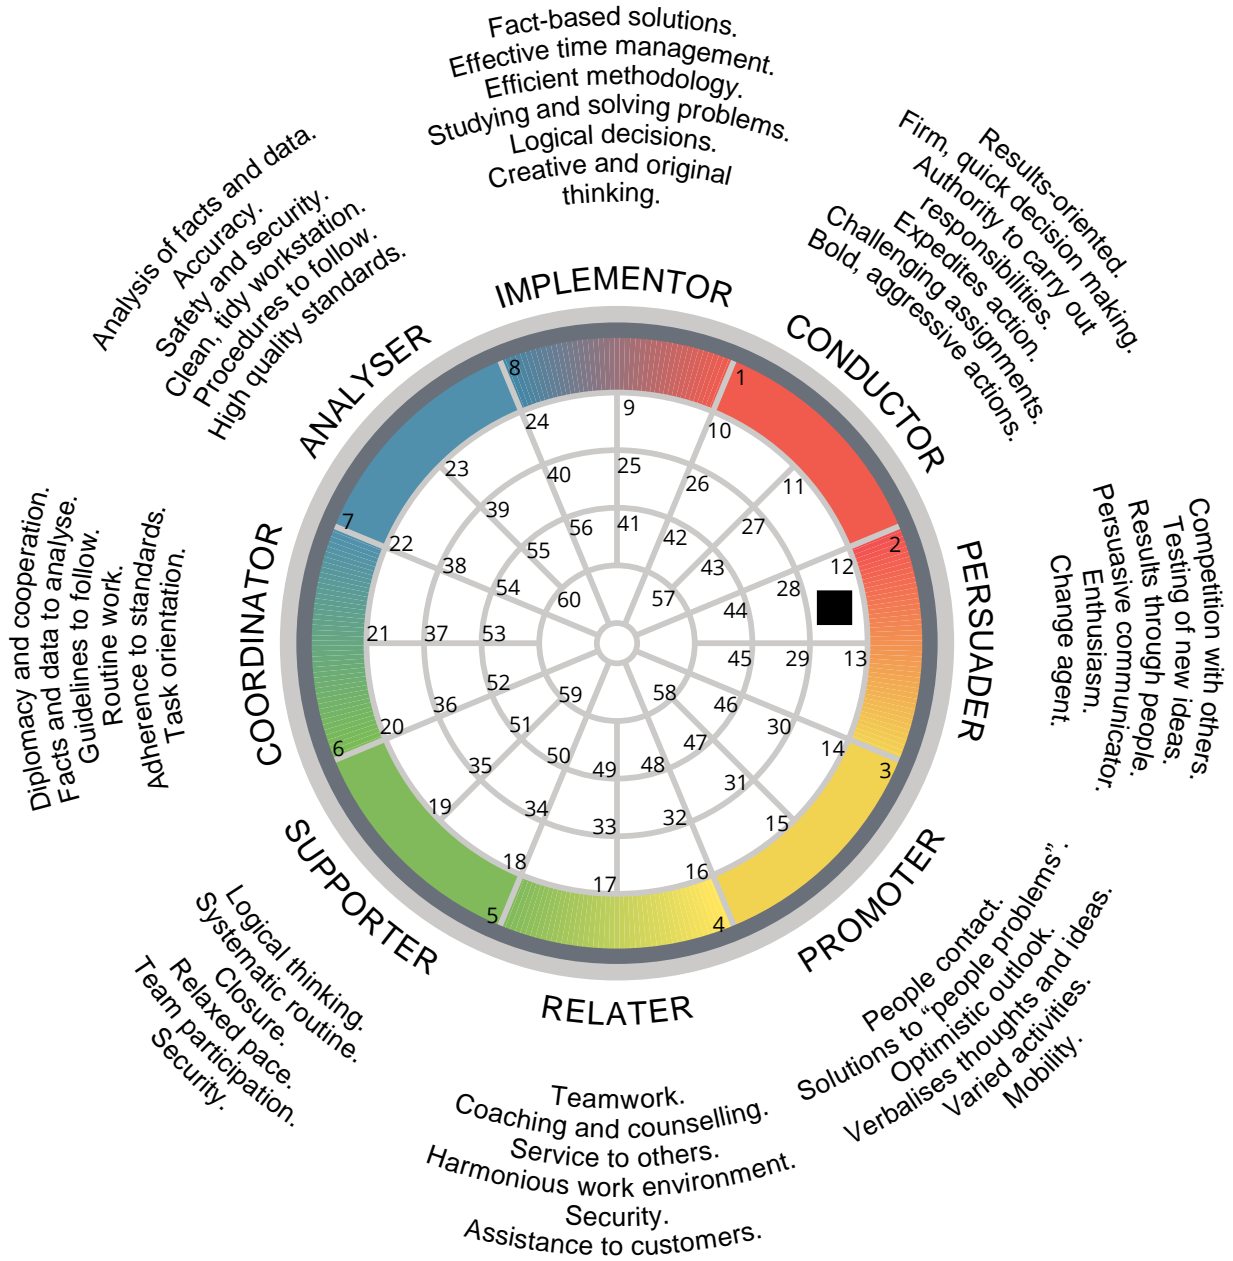 Fact-based solutions.
Effective time management.
Efficient methodology.
Studying and solving problems.
Logical decisions.
Creative and original
thinking.
IMPLEMENTOR
Results-oriented.
Firm, quick decision making.
Authority to carry out
responsibilities.
Expedites action.
Challenging assignments.
Bold, aggressive actions.
CONDUCTOR
Competition with others.
Testing of new ideas.
Results through people.
Persuasive communicator.
Enthusiasm.
Change agent.
PERSUADER
PROMOTER
People contact.
Solutions to “people problems”.
Optimistic outlook.
Verbalises thoughts and ideas.
Varied activities.
Mobility.
RELATER
Teamwork.
Coaching and counselling.
Service to others.
Harmonious work environment.
Security.
Assistance to customers.
SUPPORTER
Logical thinking.
Systematic routine.
Closure.
Relaxed pace.
Team participation.
Security.
Diplomacy and cooperation.
Facts and data to analyse.
Guidelines to follow.
Routine work.
Adherence to standards.
Task orientation.
COORDINATOR
Analysis of facts and data.
Accuracy.
Safety and security.
Clean, tidy workstation.
Procedures to follow.
High quality standards.
ANALYSER
1
2
3
4
5
6
7
8
9
10
11
12
13
14
15
16
17
18
19
20
21
22
23
24
25
26
27
28
29
30
31
32
33
34
35
36
37
38
39
40
41
42
43
44
45
46
47
48
49
50
51
52
53
54
55
56
57
58
59
60